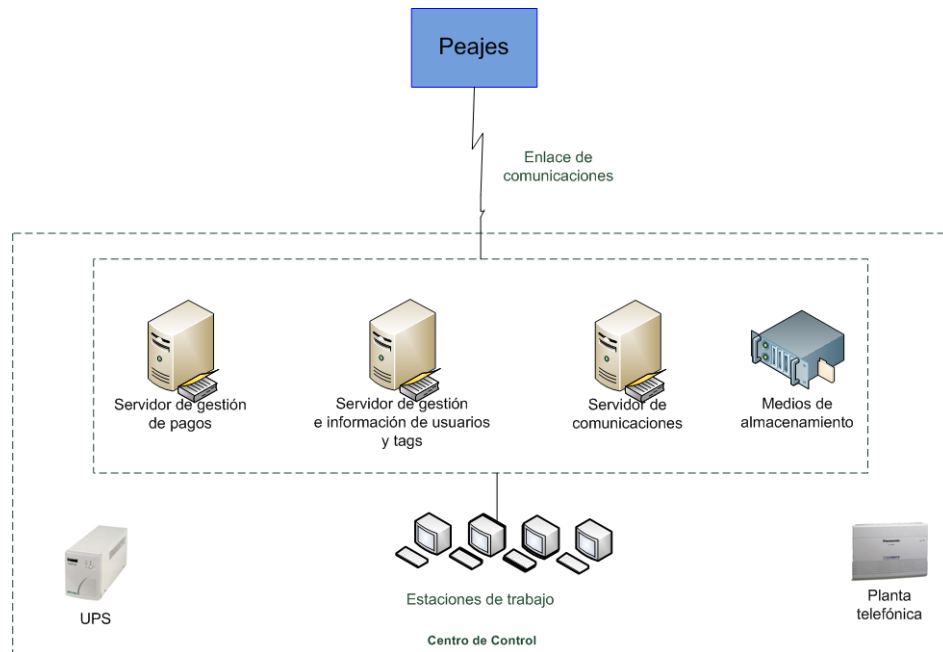 Peajes
Enlace de
comunicaciones
Servidor de gestión
de pagos
Servidor de gestión
e información de usuarios
y tags
Servidor de
comunicaciones
Medios de
almacenamiento
UPS
Estaciones de trabajo
Planta
telefónica
Centro de Control